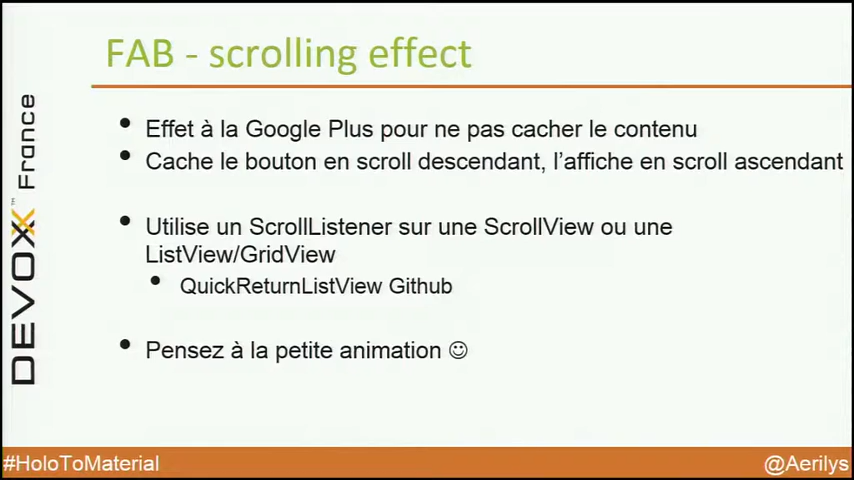 FAB - scrolling effect
Effet à la Google Plus pour ne pas cacher le contenu
Cache le bouton en scroll descendant, l’affiche en scroll ascendant
Utilise un ScrollListener sur une ScrollView ou une
ListView/GridView
QuickReturnListView Github
Pensez à la petite animation ☺
DEVOXX™ France
#HoloToMaterial
@Aerilys